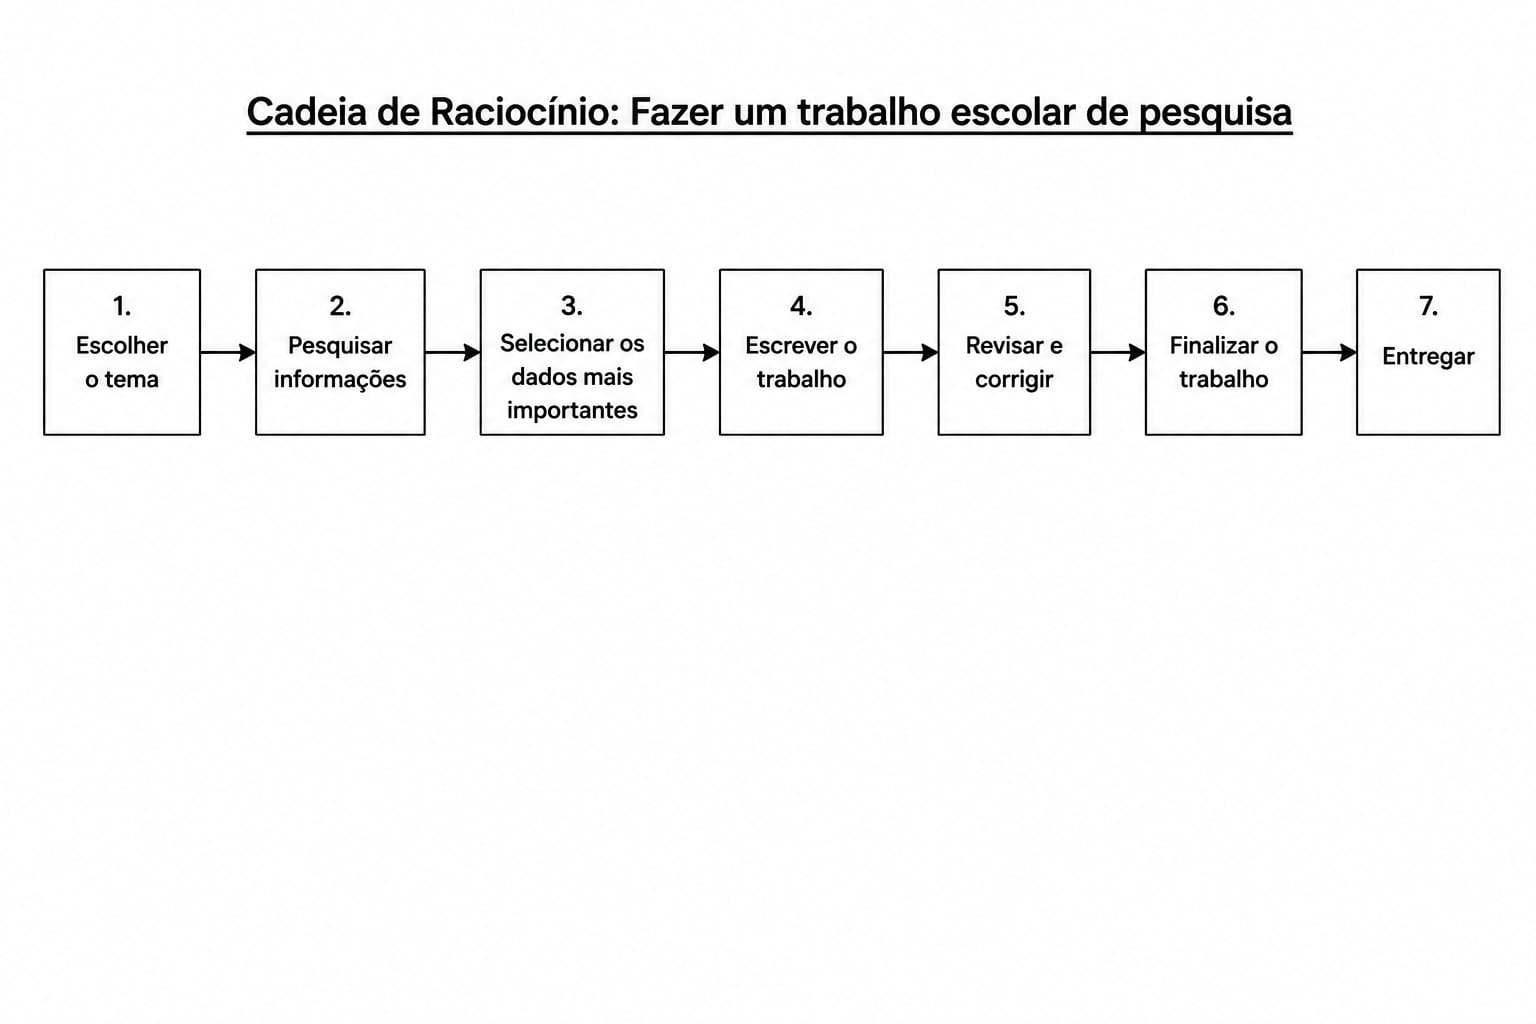 Cadeia de Raciocínio: Fazer um trabalho escolar de pesquisa
1.
Escolher
o tema
2.
Pesquisar
informações
3.
Selecionar os
dados mais
importantes
4.
Escrever o
trabalho
5.
Revisar e
corrigir
6.
Finalizar o
trabalho
7.
Entregar